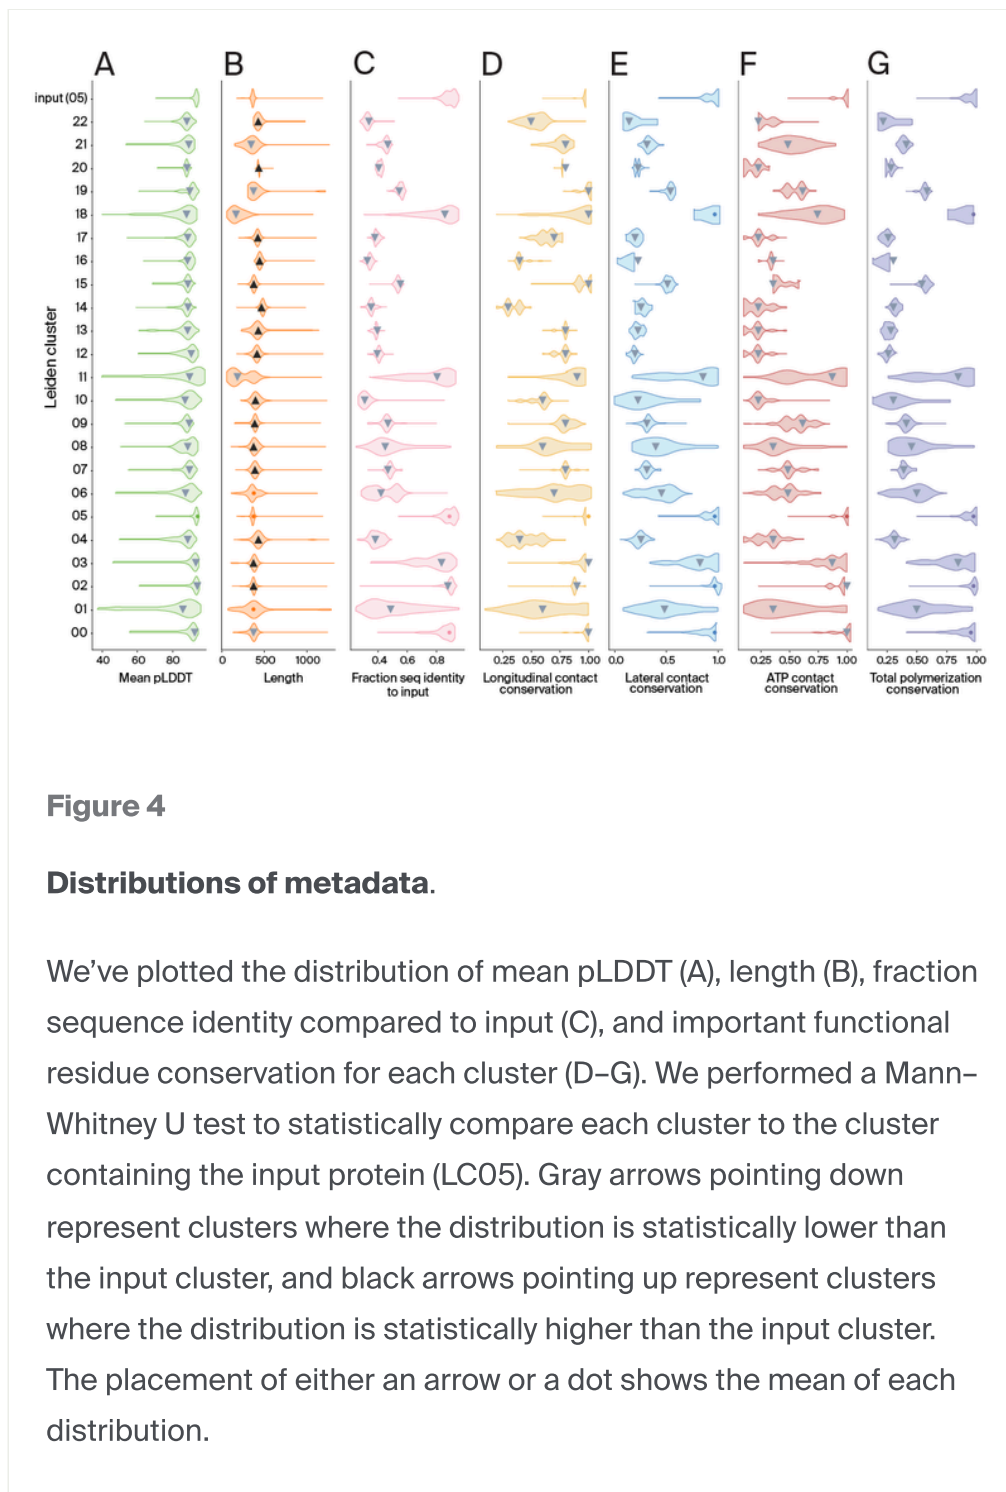 A B C D E F G
input (05)
22
21
20
19
18
17
16
15
14
13
12
11
10
09
08
07
06
05
04
03
02
01
00
Leiden cluster
40 60 80
0 500 1000
0.4 0.6 0.8
0.25 0.50 0.75 1.00
0.0 0.5 1.0
0.25 0.50 0.75 1.00
0.25 0.50 0.75 1.00
Mean pLDDT
Length
Fraction seq identity
to input
Longitudinal contact
conservation
Lateral contact
conservation
ATP contact
conservation
Total polymerization
conservation
Figure 4
Distributions of metadata.
We’ve plotted the distribution of mean pLDDT (A), length (B), fraction
sequence identity compared to input (C), and important functional
residue conservation for each cluster (D–G). We performed a Mann–
Whitney U test to statistically compare each cluster to the cluster
containing the input protein (LC05). Gray arrows pointing down
represent clusters where the distribution is statistically lower than
the input cluster, and black arrows pointing up represent clusters
where the distribution is statistically higher than the input cluster.
The placement of either an arrow or a dot shows the mean of each
distribution.